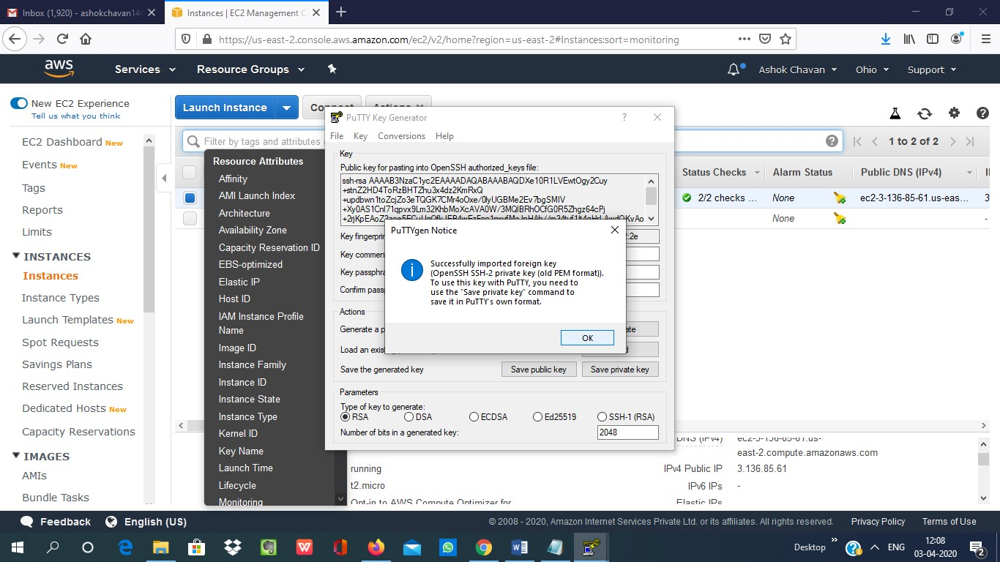 Inbox (1,920) - ashokchavan14
Instances | EC2 Management C
https://us-east-2.console.aws.amazon.com/ec2/v2/home?region=us-east-2#Instances:sort=monitoring
aws
Services
Resource Groups
Ashok Chavan
Ohio
Support
New EC2 Experience
Tell us what you think
EC2 Dashboard New
Events New
Tags
Reports
Limits
INSTANCES
Instances
Instance Types
Launch Templates New
Spot Requests
Savings Plans
Reserved Instances
Dedicated Hosts New
Capacity Reservations
IMAGES
AMIs
Bundle Tasks
Launch Instance
Connect
Actions
Filter by tags and attributes
1 to 2 of 2
Resource Attributes
Affinity
AMI Launch Index
Architecture
Availability Zone
Capacity Reservation ID
EBS-optimized
Elastic IP
Host ID
IAM Instance Profile
Name
Image ID
Instance Family
Instance ID
Instance State
Instance Type
Kernel ID
Key Name
Launch Time
Lifecycle
Monitoring
Status Checks
Alarm Status
Public DNS (IPv4)
2/2 checks ...
None
ec2-3-136-85-61.us-eas...
3
None
-
PuTTY Key Generator
?
File Key Conversions Help
Key
Public key for pasting into OpenSSH authorized_keys file:
ssh-rsa AAAAB3NzaC1yc2EAAAADAQABAAABAQDXe10R1LVEwtOgy2Cuy
+stnZ2HD4ToRzBHTZhu3x4dz2KmRxQ
+updbwn1toZcjZo3eTQGK7CMr4oOxe/0lyUGBMe2Ev7bgSMIV
+Xy0AS1CnI71qpvx9Lm32KhbMoXcAVA0W/3MQlBRhOCfG0R5Zhgz64cPj
Key fingerprin
:2e
Key commen
Key passphra
Confirm pass
PuTTYgen Notice
Successfully imported foreign key
(OpenSSH SSH-2 private key (old PEM format)).
To use this key with PuTTY, you need to
use the "Save private key" command to
save it in PuTTY's own format.
OK
Actions
Generate a p
ate
Load an existing
d
Save the generated key
Save public key
Save private key
Parameters
Type of key to generate:
RSA
DSA
ECDSA
Ed25519
SSH-1 (RSA)
Number of bits in a generated key:
2048
DNS (IPv4)
ec2-3-136-85-61.us-
east-2.compute.amazonaws.com
running
IPv4 Public IP
3.136.85.61
t2.micro
IPv6 IPs
-
Opt-in to AWS Compute Optimizer for
Elastic IPs
Feedback
English (US)
© 2008 - 2020, Amazon Internet Services Private Ltd. or its affiliates. All rights reserved.
Privacy Policy
Terms of Use
Desktop
ENG
12:08
03-04-2020
2